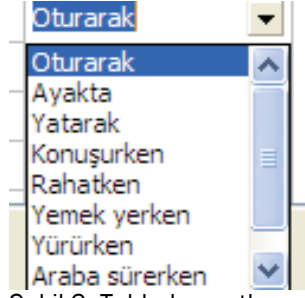 Oturarak
Oturarak
Ayakta
Yatarak
Konuşurken
Rahatken
Yemek yerken
Yürürken
Araba sürerken